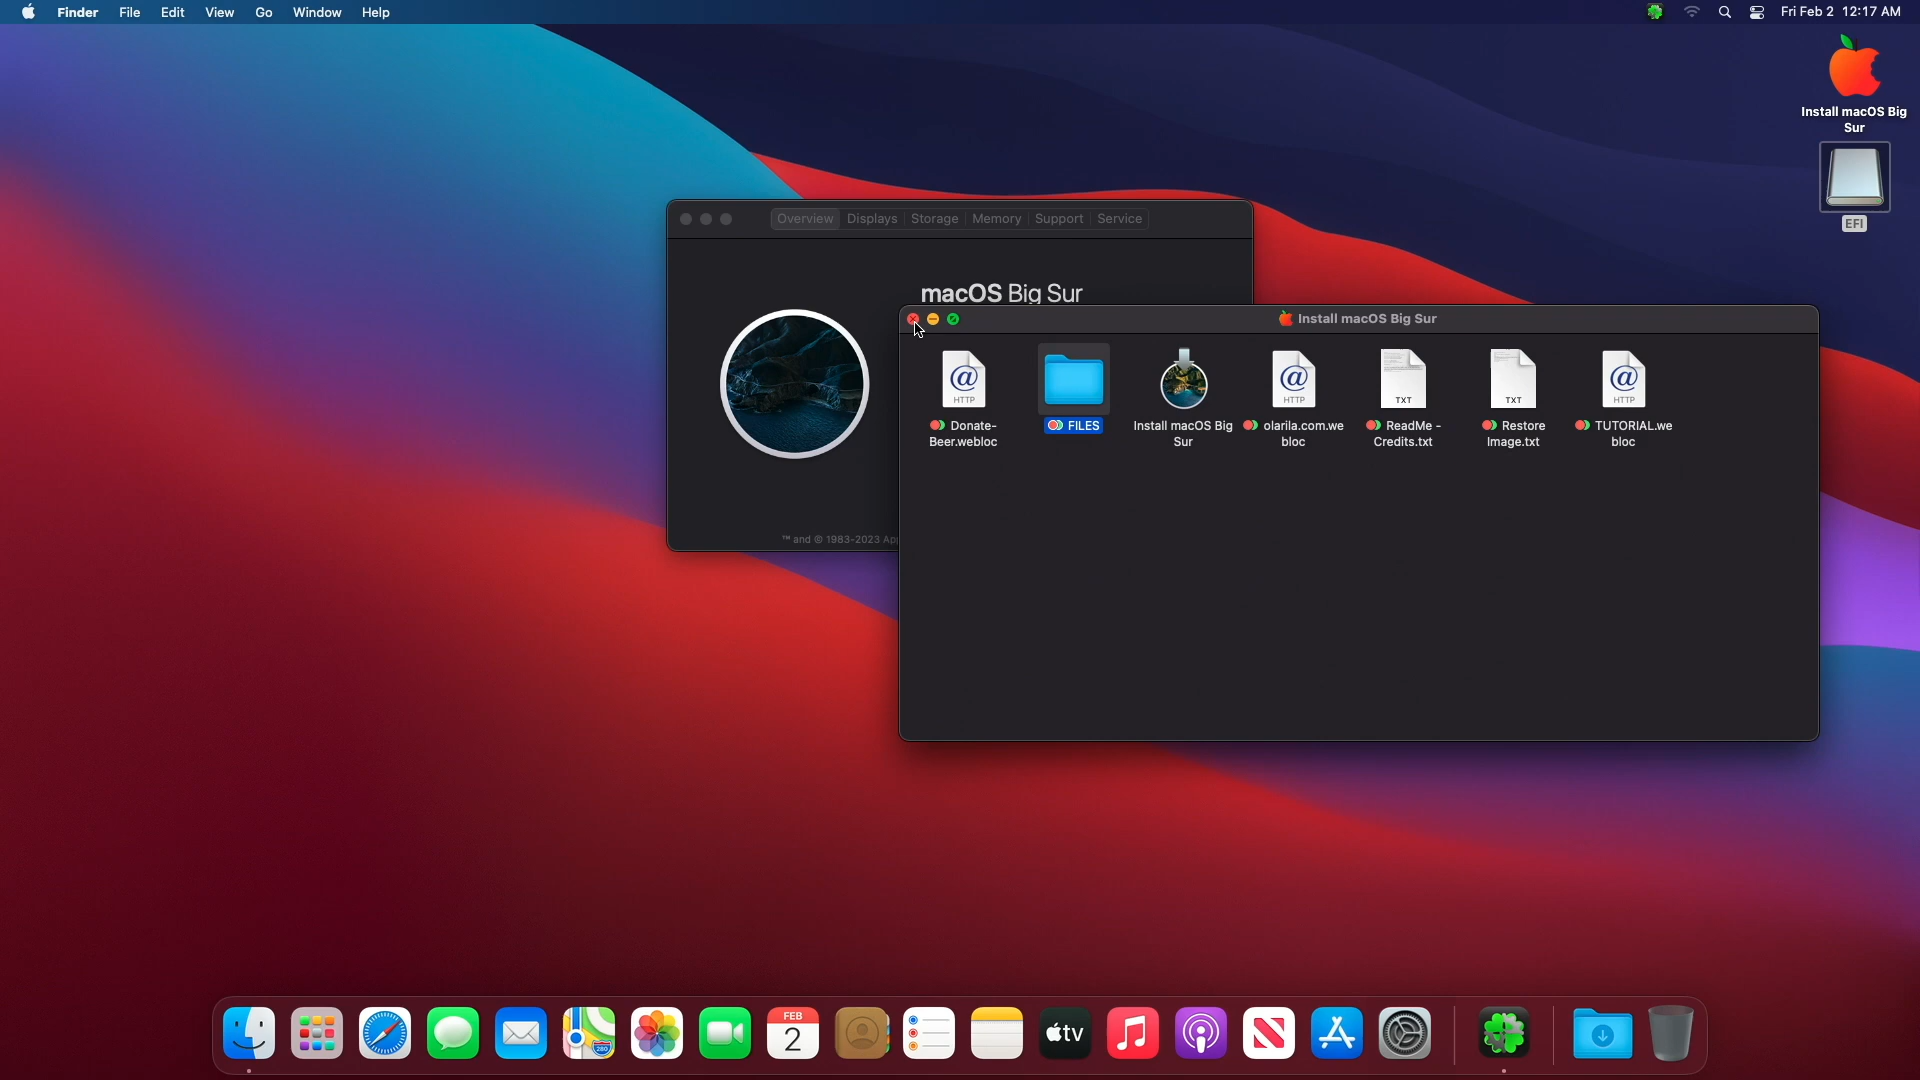 Finder File Edit View Go Window Help
Fri Feb 2 12:17 AM
Install macOS Big
Sur
EFI
Overview Displays Storage Memory Support Service
macOS Big Sur
™ and © 1983-2023 App
Install macOS Big Sur
HTTP
Donate-
Beer.webloc
FILES
Install macOS Big
Sur
HTTP
olarila.com.we
bloc
TXT
ReadMe -
Credits.txt
TXT
Restore
Image.txt
HTTP
TUTORIAL.we
bloc
280
FEB
2
tv